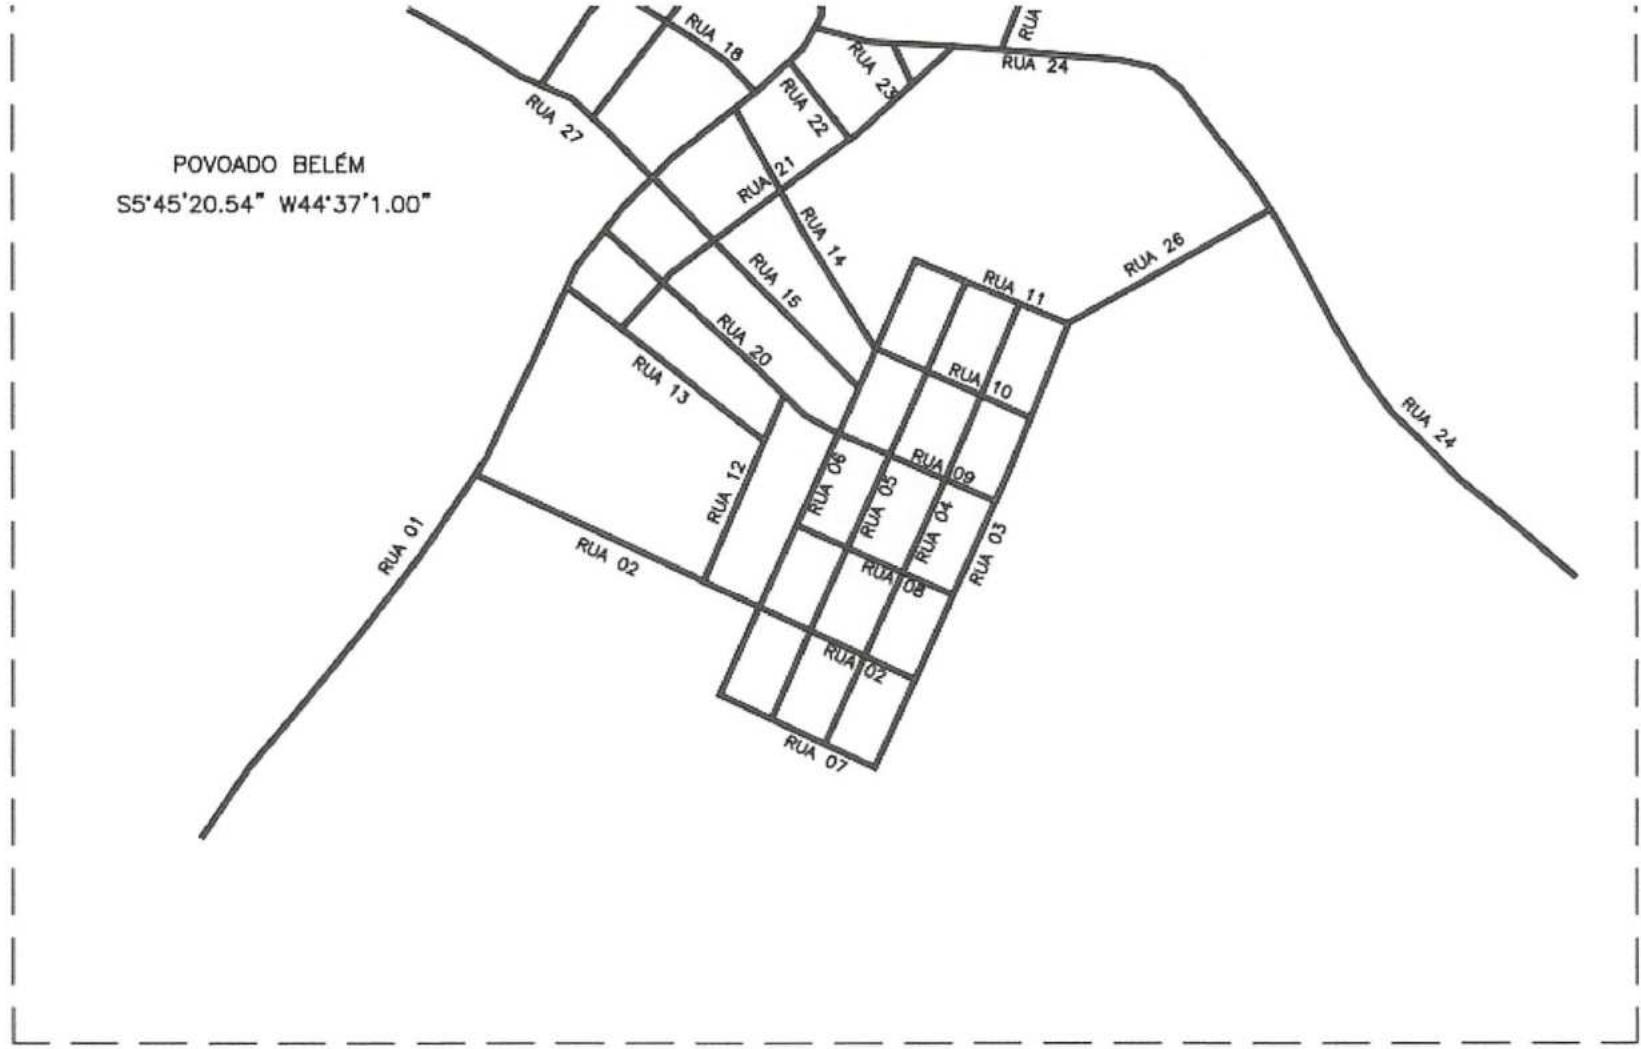 RUA
RUA 18
RUA 23
RUA 24
RUA 27
RUA 22
POVOADO BELÉM
S5°45'20.54" W44°37'1.00"
RUA 21
RUA 14
RUA 26
RUA 15
RUA 11
RUA 20
RUA 13
RUA 10
RUA 24
RUA 12
RUA 06
RUA 09
RUA 05
RUA 04
RUA 03
RUA 01
RUA 02
RUA 08
RUA 02
RUA 07